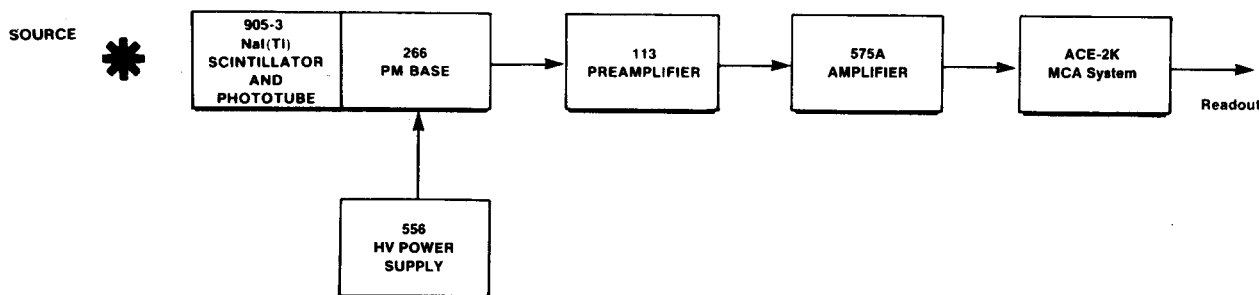 SOURCE
905-3
NaI(Tl)
SCINTILLATOR
AND
PHOTOTUBE
266
PM BASE
113
PREAMPLIFIER
575A
AMPLIFIER
ACE-2K
MCA System
Readout
556
HV POWER
SUPPLY